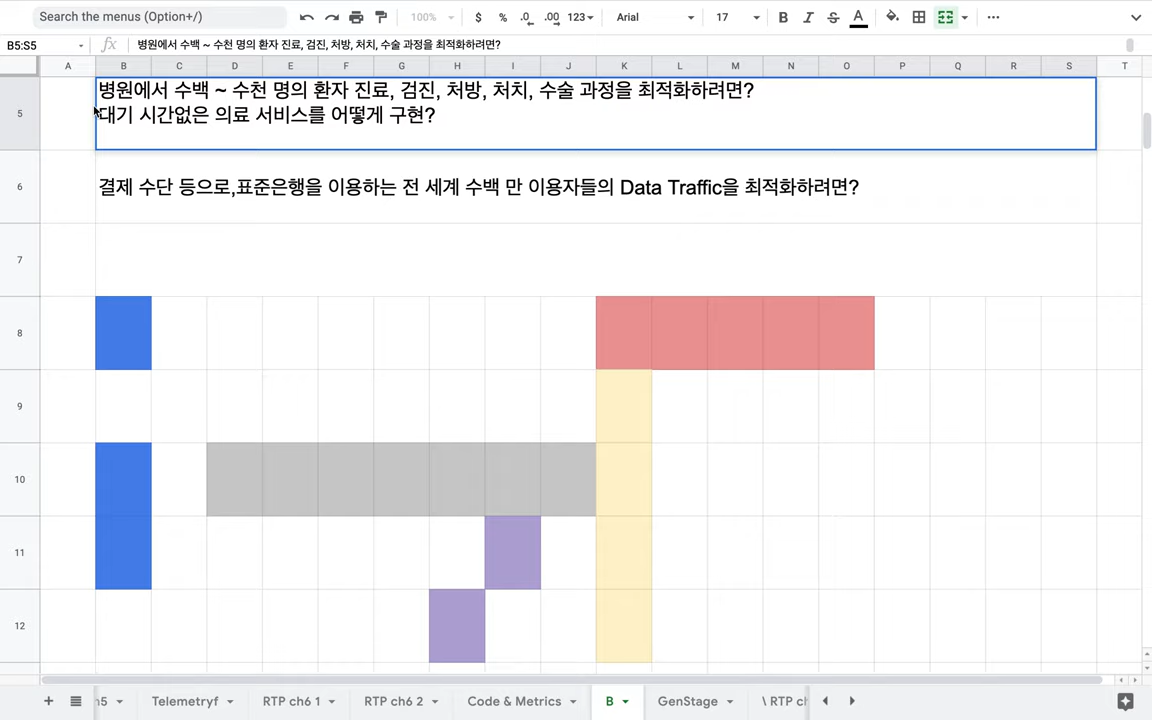 Search the menus (Option+/)
100%
$ % .0 .00 123
Arial
17
B I S A
B5:S5
fx
병원에서 수백 ~ 수천 명의 환자 진료, 검진, 처방, 처치, 수술 과정을 최적화하려면?
A B C D E F G H I J K L M N O P Q R S T
5
병원에서 수백 ~ 수천 명의 환자 진료, 검진, 처방, 처치, 수술 과정을 최적화하려면?
대기 시간없은 의료 서비스를 어떻게 구현?
6
결제 수단 등으로,표준은행을 이용하는 전 세계 수백 만 이용자들의 Data Traffic을 최적화하려면?
7
8
9
10
11
12
n5
Telemetryf
RTP ch6 1
RTP ch6 2
Code & Metrics
B
GenStage
\ RTP ch